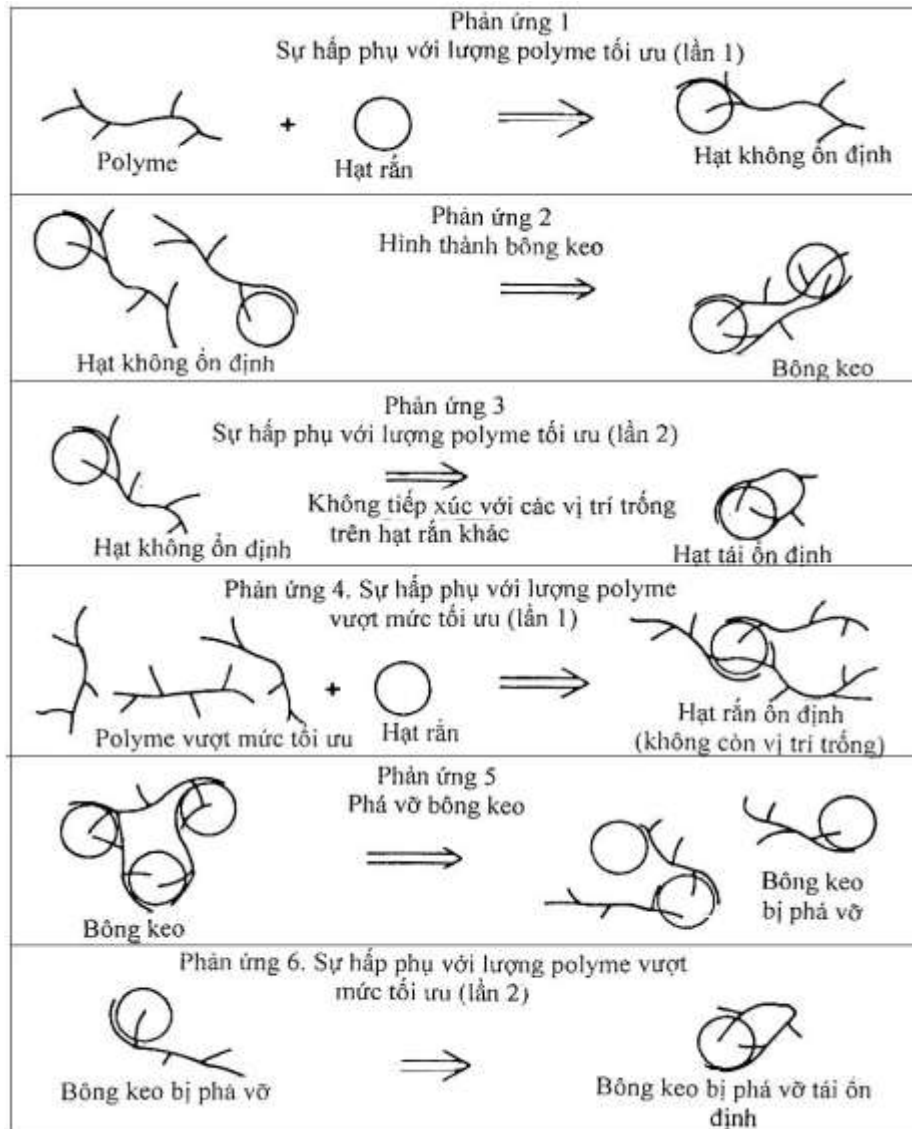 Phản ứng 1
Sự hấp phụ với lượng polyme tối ưu (lần 1)
+
Polyme
Hạt rắn
Hạt không ổn định
Phản ứng 2
Hình thành bông keo
Hạt không ổn định
Bông keo
Phản ứng 3
Sự hấp phụ với lượng polyme tối ưu (lần 2)
Không tiếp xúc với các vị trí trống
trên hạt rắn khác
Hạt không ổn định
Hạt tái ổn định
Phản ứng 4. Sự hấp phụ với lượng polyme
vượt mức tối ưu (lần 1)
+
Polyme vượt mức tối ưu
Hạt rắn
Hạt rắn ổn định
(không còn vị trí trống)
Phản ứng 5
Phá vỡ bông keo
Bông keo
Bông keo
bị phá vỡ
Phản ứng 6. Sự hấp phụ với lượng polyme vượt
mức tối ưu (lần 2)
Bông keo bị phá vỡ
Bông keo bị phá vỡ tái ổn
định